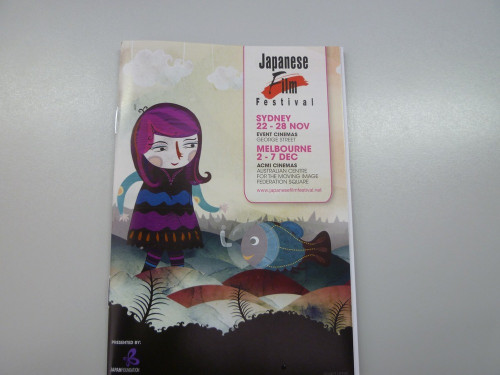 Japanese
Film
Festival
SYDNEY
22 - 28 NOV
EVENT CINEMAS
GEORGE STREET
MELBOURNE
2 - 7 DEC
ACMI CINEMAS
AUSTRALIAN CENTRE
FOR THE MOVING IMAGE
FEDERATION SQUARE
www.japanesefilmfestival.net
PRESENTED BY:
JAPANFOUNDATION